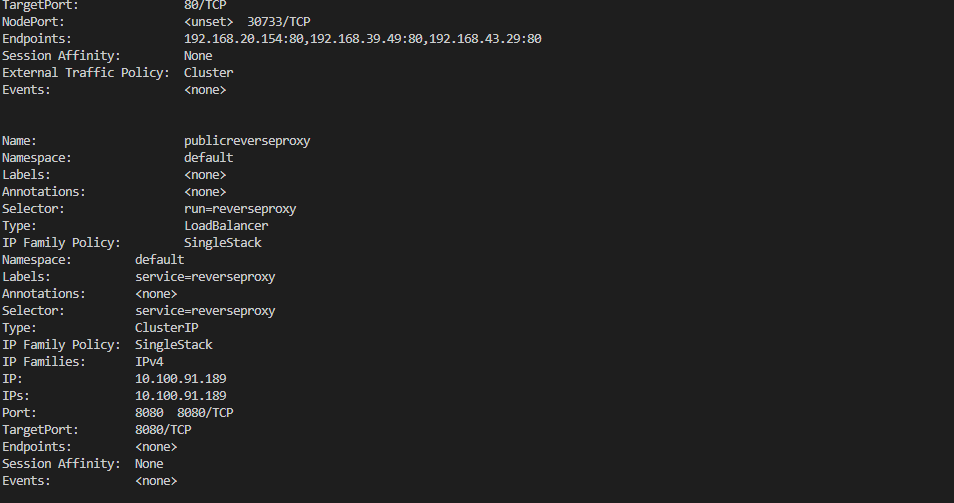 TargetPort: 80/TCP
NodePort: <unset> 30733/TCP
Endpoints: 192.168.20.154:80,192.168.39.49:80,192.168.43.29:80
Session Affinity: None
External Traffic Policy: Cluster
Events: <none>
Name: publicreverseproxy
Namespace: default
Labels: <none>
Annotations: <none>
Selector: run=reverseproxy
Type: LoadBalancer
IP Family Policy: SingleStack
Namespace: default
Labels: service=reverseproxy
Annotations: <none>
Selector: service=reverseproxy
Type: ClusterIP
IP Family Policy: SingleStack
IP Families: IPv4
IP: 10.100.91.189
IPs: 10.100.91.189
Port: 8080 8080/TCP
TargetPort: 8080/TCP
Endpoints: <none>
Session Affinity: None
Events: <none>